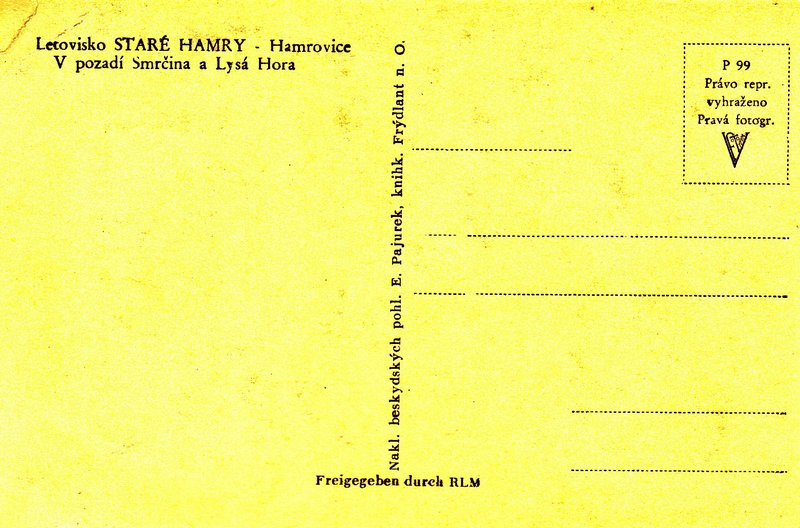 Letovisko STARÉ HAMRY - Hamrovice
V pozadí Smrčina a Lysá Hora
Nakl. beskydských pohl. E. Pajurek, knihk. Frýdlant n. O.
P 99
Právo repr.
vyhraženo
Pravá fotogr.
Freigegeben durch RLM